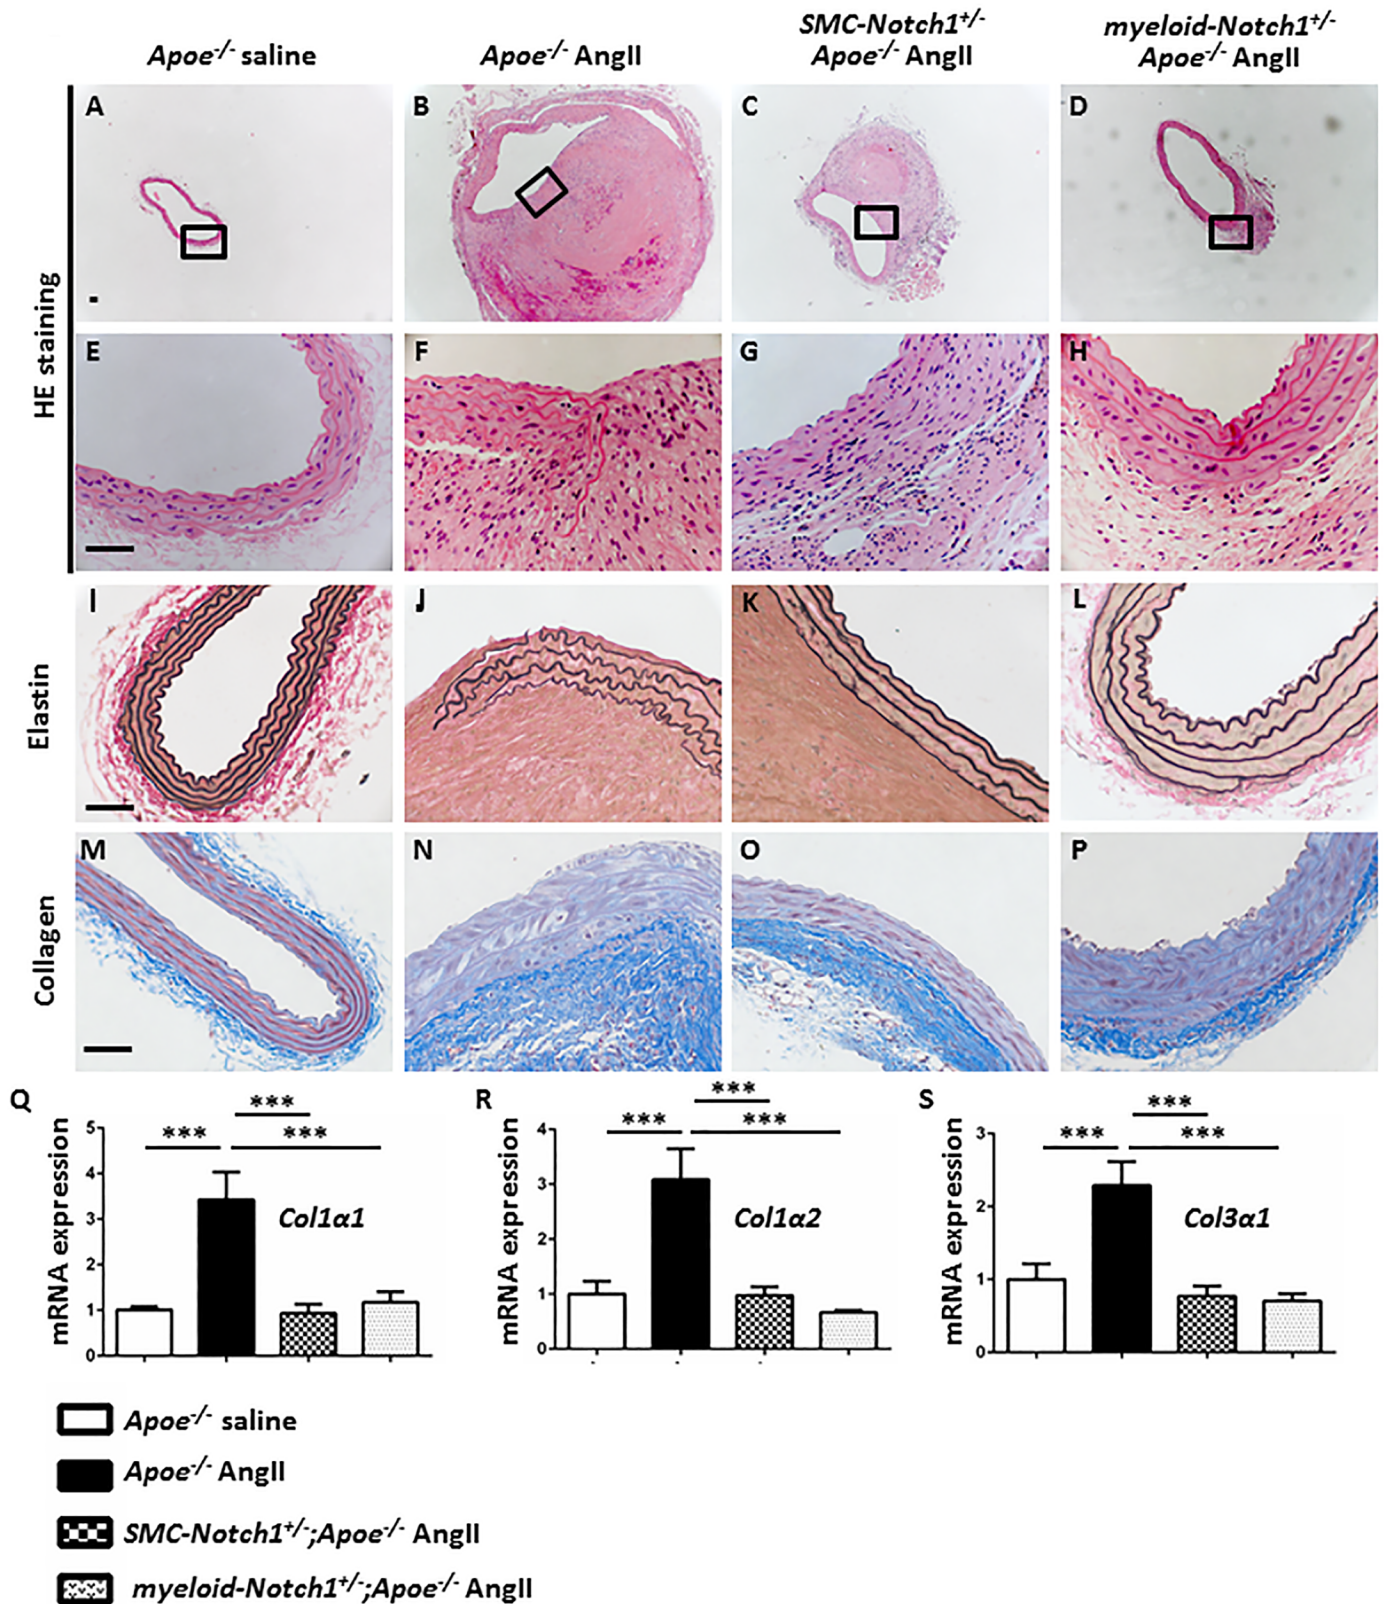 Apoe-/- saline
Apoe-/- AngII
SMC-Notch1+/-
Apoe-/- AngII
myeloid-Notch1+/-
Apoe-/- AngII
HE staining
A
B
C
D
E
F
G
H
Elastin
I
J
K
L
Collagen
M
N
O
P
Q
mRNA expression
5
4
3
2
1
0
***
***
***
Col1α1
R
mRNA expression
4
3
2
1
0
***
***
***
Col1α2
S
mRNA expression
3
2
1
0
***
***
***
Col3α1
Apoe-/- saline
Apoe-/- AngII
SMC-Notch1+/-;Apoe-/- AngII
myeloid-Notch1+/-;Apoe-/- AngII